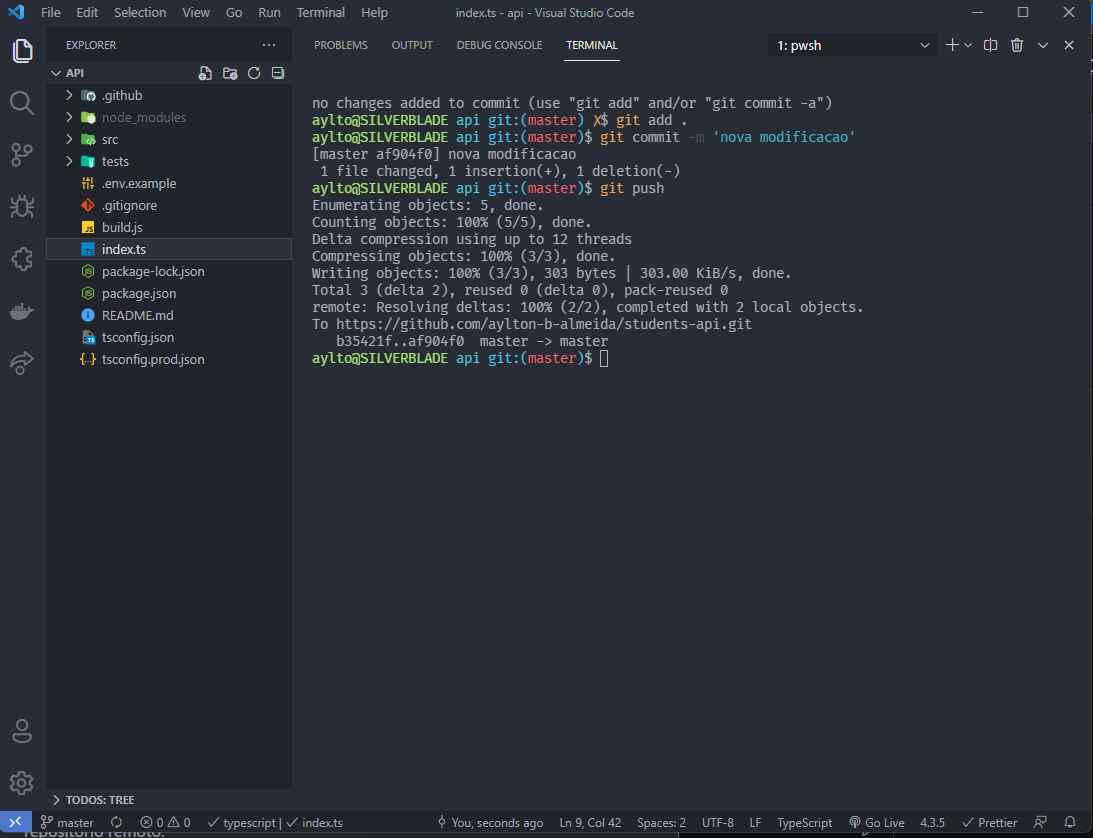 File Edit Selection View Go Run Terminal Help index.ts - api - Visual Studio Code
EXPLORER
API
.github
node_modules
src
tests
.env.example
.gitignore
build.js
index.ts
package-lock.json
package.json
README.md
tsconfig.json
tsconfig.prod.json
TODOS: TREE
PROBLEMS OUTPUT DEBUG CONSOLE TERMINAL 1: pwsh
no changes added to commit (use "git add" and/or "git commit -a")
aylto@SILVERBLADE api git:(master) ✗$ git add .
aylto@SILVERBLADE api git:(master)$ git commit -m 'nova modificacao'
[master af904f0] nova modificacao
 1 file changed, 1 insertion(+), 1 deletion(-)
aylto@SILVERBLADE api git:(master)$ git push
Enumerating objects: 5, done.
Counting objects: 100% (5/5), done.
Delta compression using up to 12 threads
Compressing objects: 100% (3/3), done.
Writing objects: 100% (3/3), 303 bytes | 303.00 KiB/s, done.
Total 3 (delta 2), reused 0 (delta 0), pack-reused 0
remote: Resolving deltas: 100% (2/2), completed with 2 local objects.
To https://github.com/aylton-b-almeida/students-api.git
   b35421f..af904f0  master -> master
aylto@SILVERBLADE api git:(master)$
master 0 0 typescript | index.ts You, seconds ago Ln 9, Col 42 Spaces: 2 UTF-8 LF TypeScript Go Live 4.3.5 Prettier
repositório remoto.